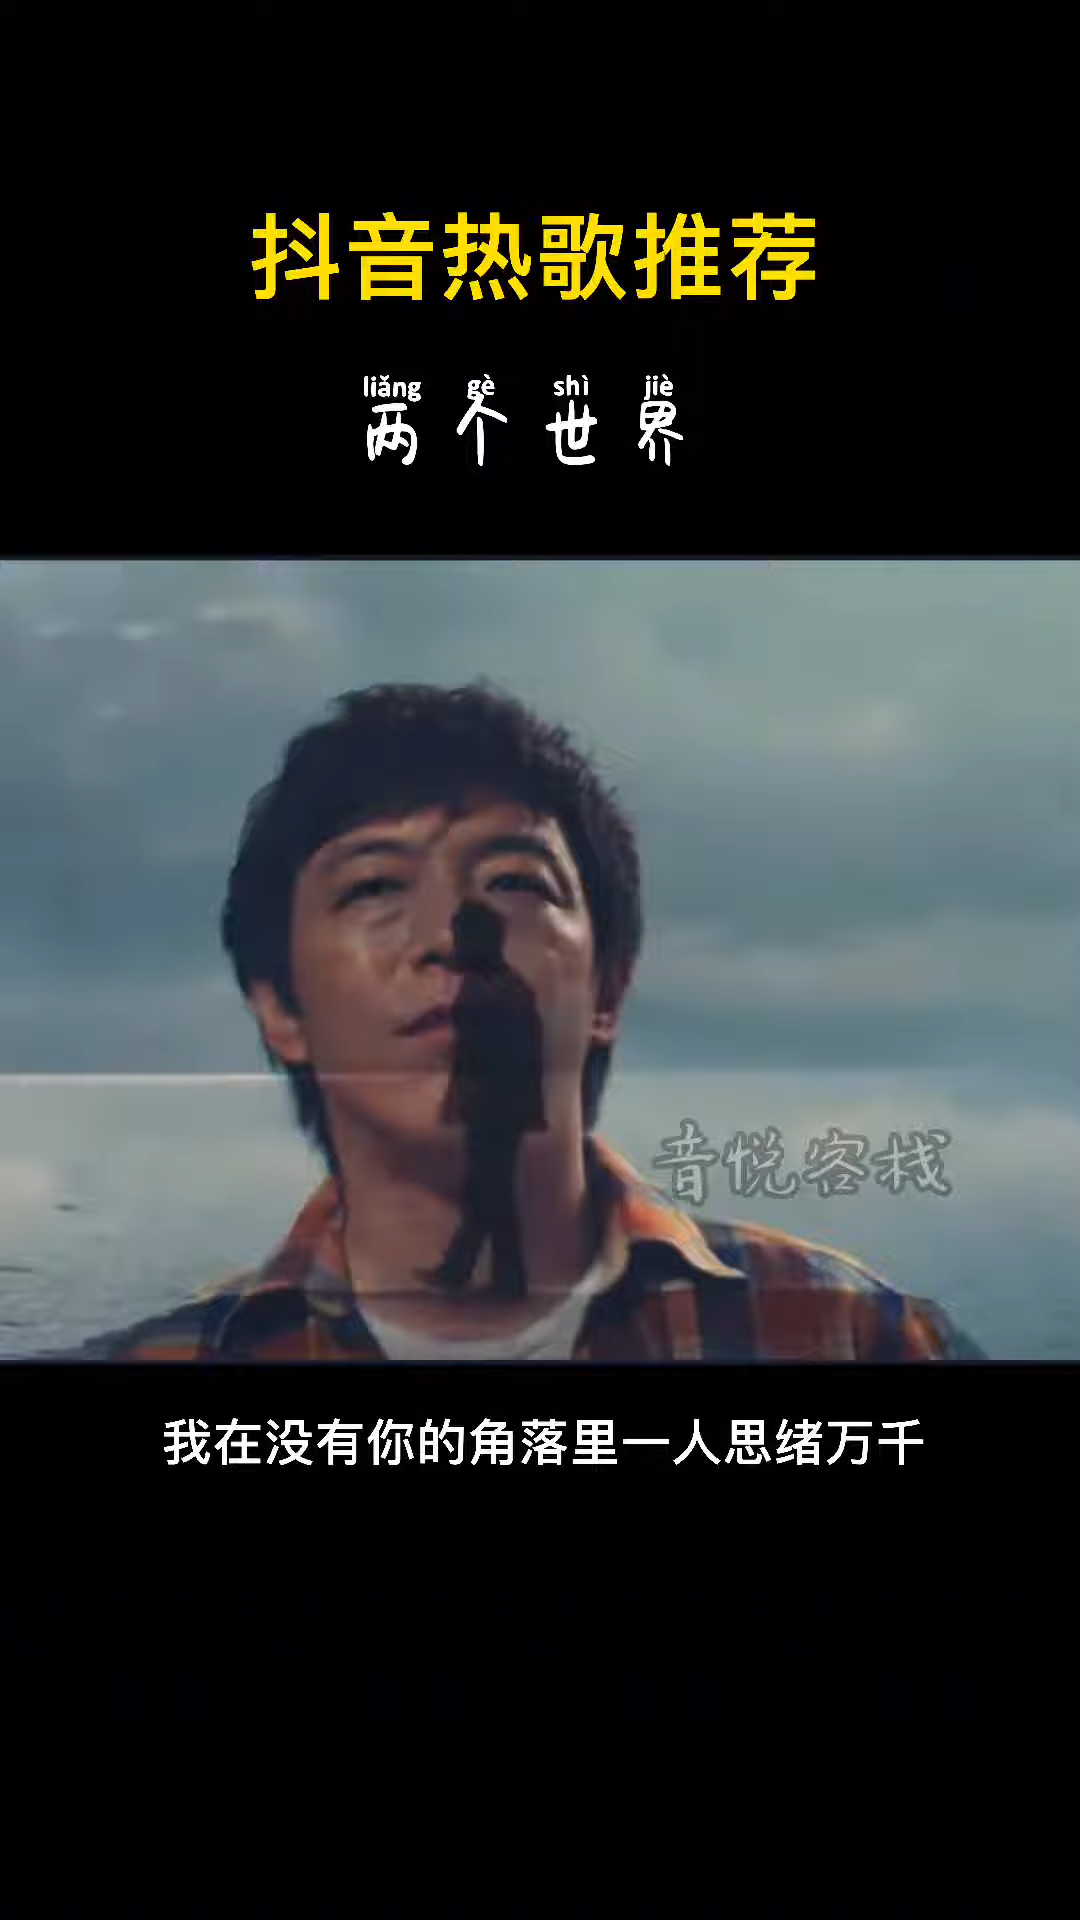 抖音热歌推荐
liǎng gè shì jiè
两个世界
音悦客栈
我在没有你的角落里一人思绪万千